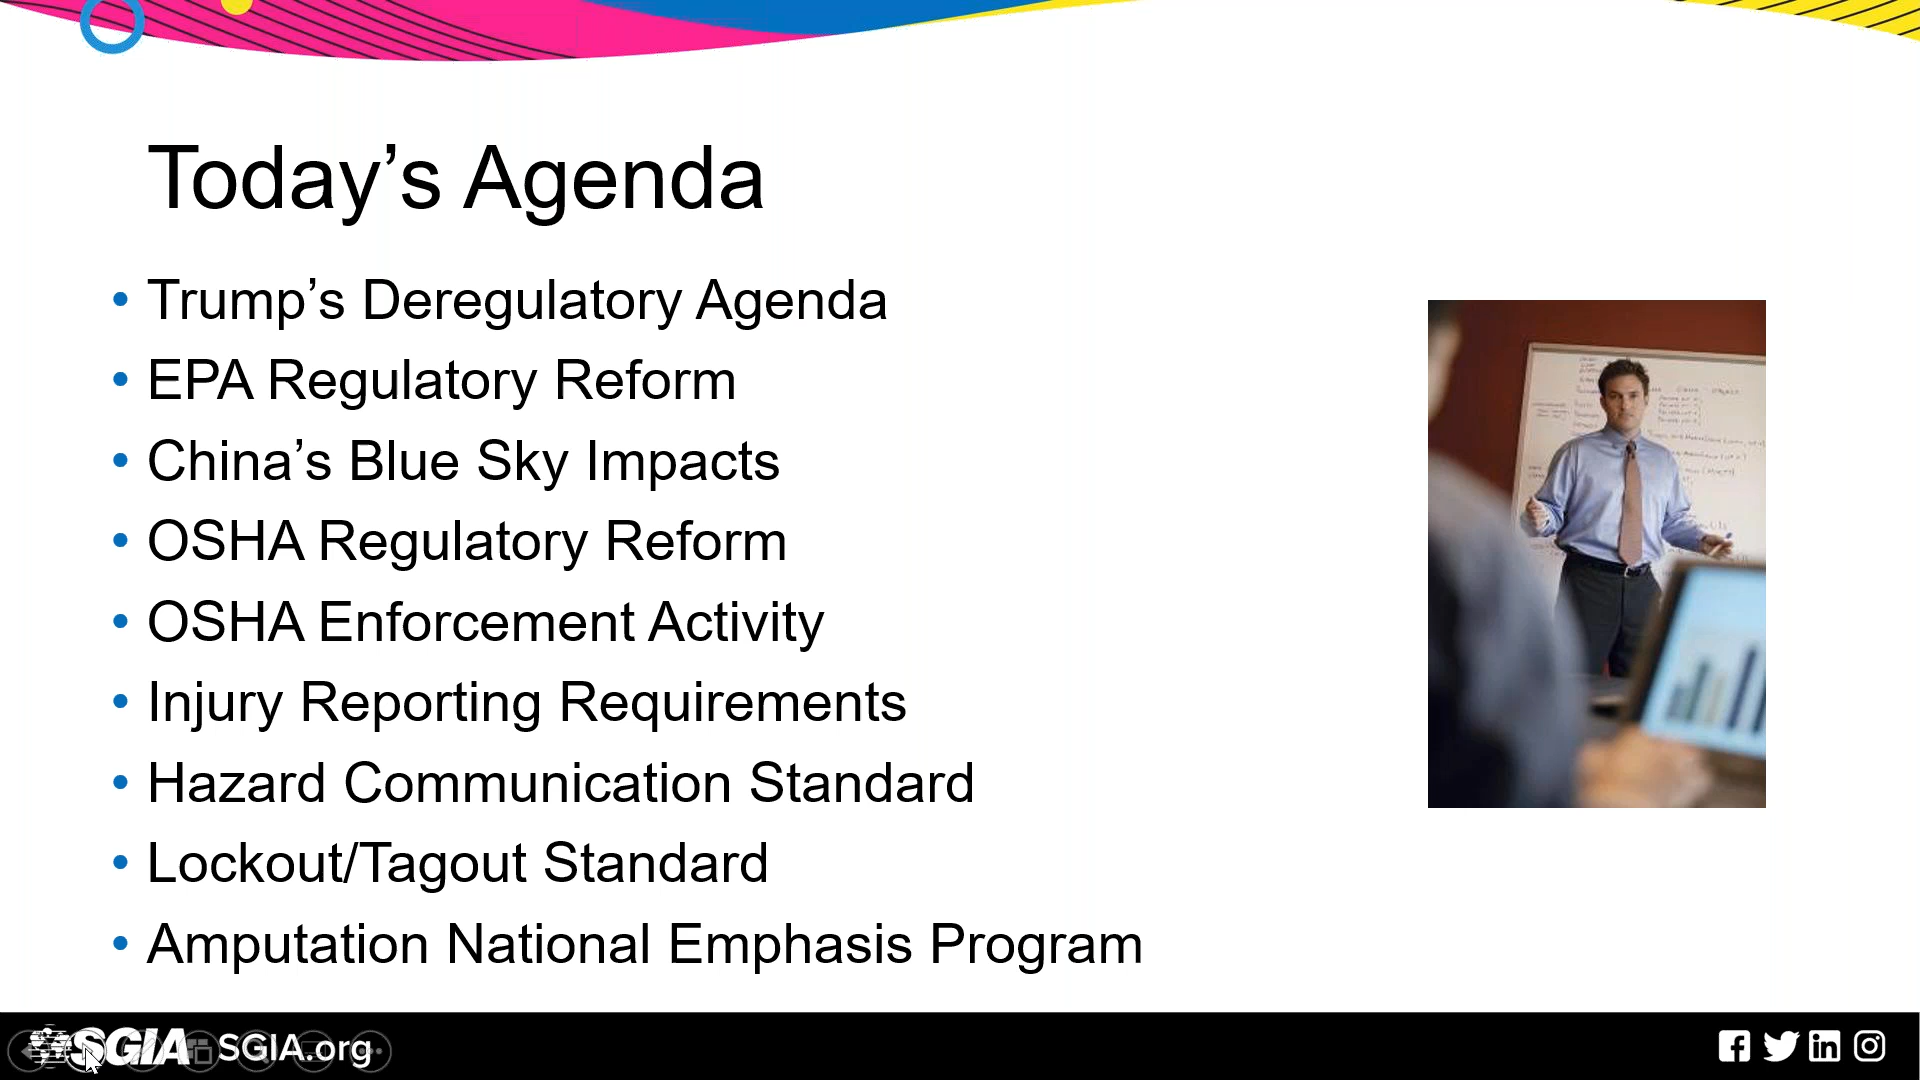 Today’s Agenda
• Trump’s Deregulatory Agenda
• EPA Regulatory Reform
• China’s Blue Sky Impacts
• OSHA Regulatory Reform
• OSHA Enforcement Activity
• Injury Reporting Requirements
• Hazard Communication Standard
• Lockout/Tagout Standard
• Amputation National Emphasis Program
SGIA SGIA.org